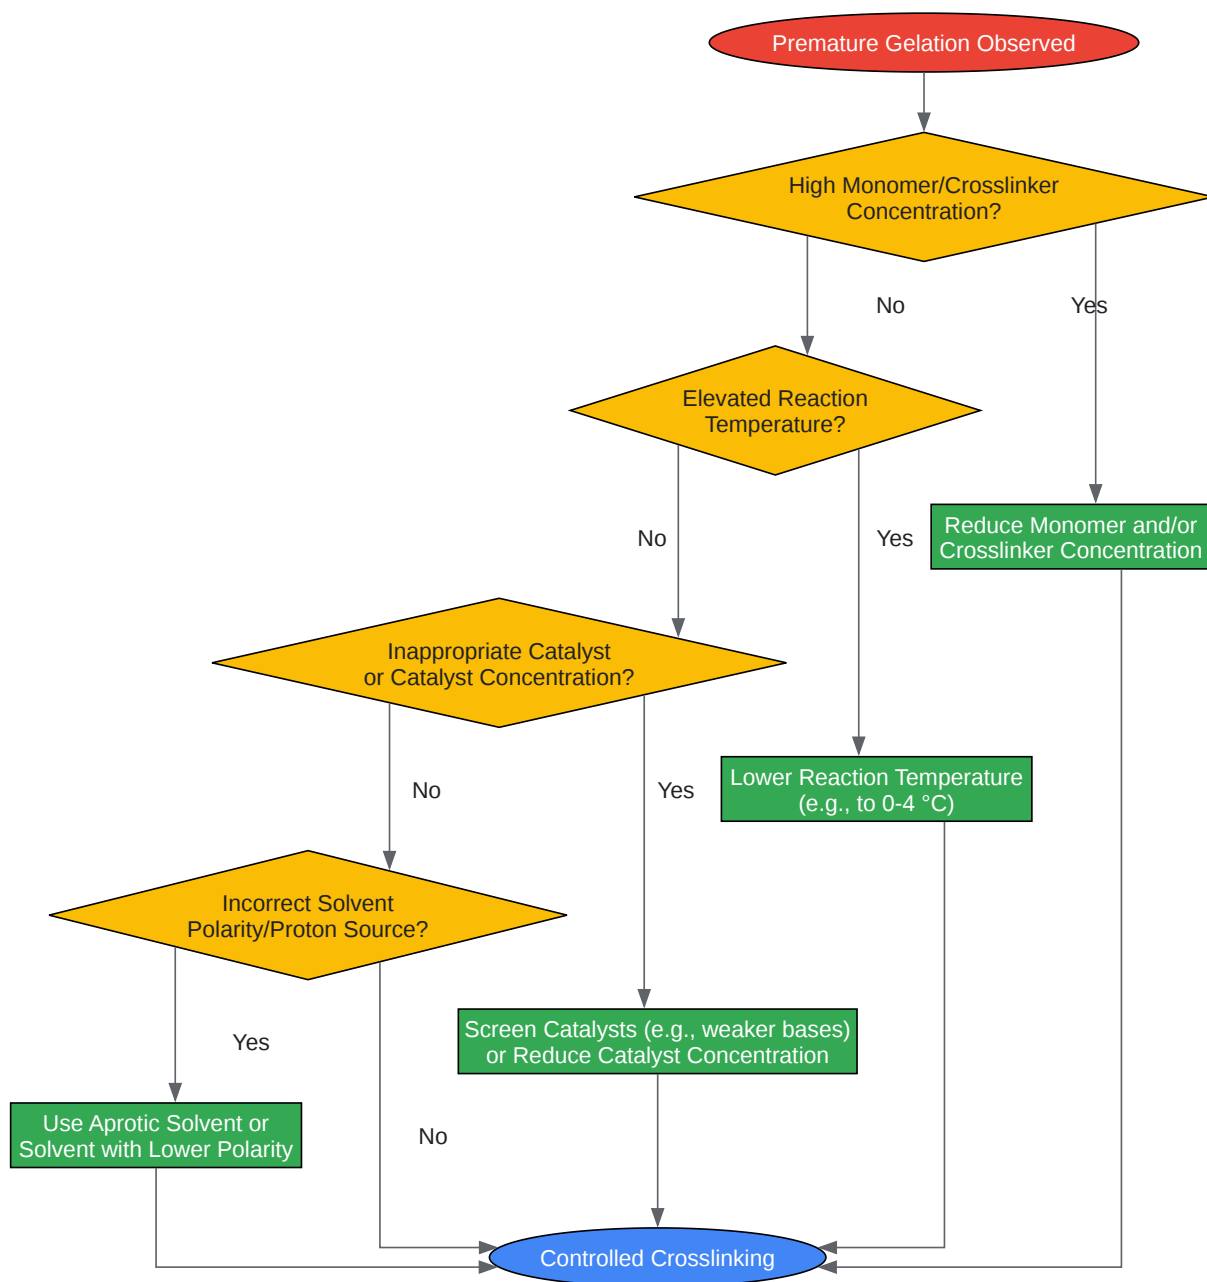 Premature Gelation Observed
High Monomer/Crosslinker
Concentration?
No
Yes
Elevated Reaction
Temperature?
Reduce Monomer and/or
Crosslinker Concentration
No
Yes
Inappropriate Catalyst
or Catalyst Concentration?
Lower Reaction Temperature
(e.g., to 0-4 °C)
No
Yes
Incorrect Solvent
Polarity/Proton Source?
Screen Catalysts (e.g., weaker bases)
or Reduce Catalyst Concentration
Yes
Use Aprotic Solvent or
Solvent with Lower Polarity
No
Controlled Crosslinking